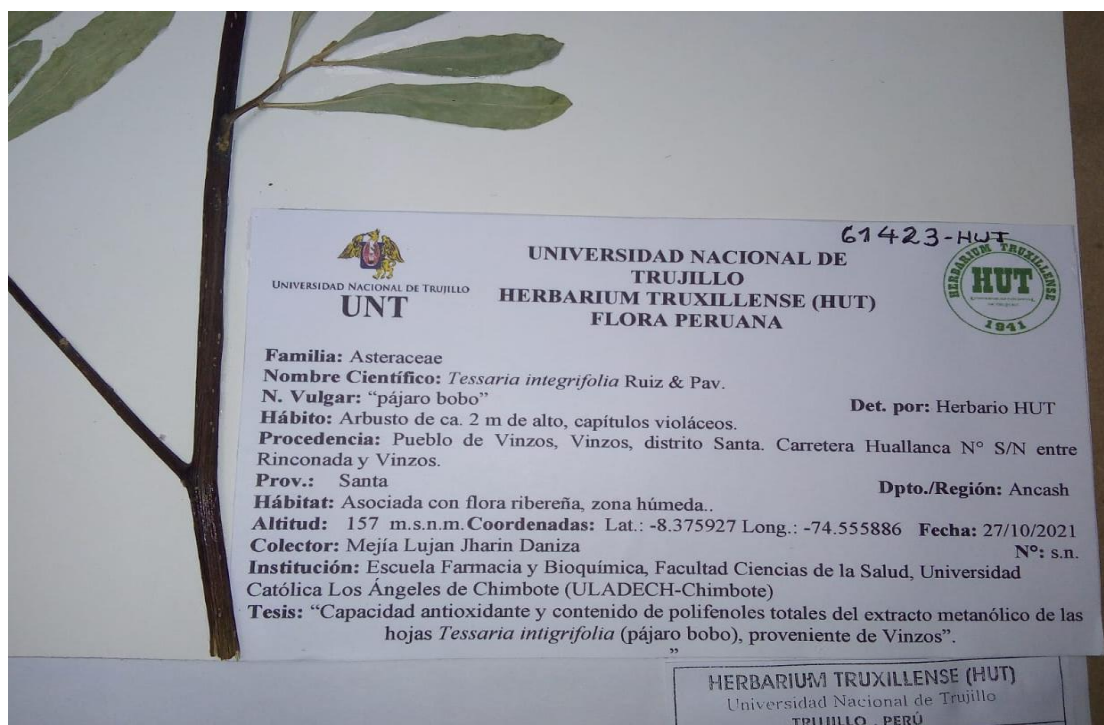 61423-HUT
UNIVERSIDAD NACIONAL DE TRUJILLO
UNT
UNIVERSIDAD NACIONAL DE
TRUJILLO
HERBARIUM TRUXILLENSE (HUT)
FLORA PERUANA
HERBARIUM TRUXILLENSE
HUT
1941
Familia: Asteraceae
Nombre Científico: Tessaria integrifolia Ruiz & Pav.
N. Vulgar: “pájaro bobo”
Det. por: Herbario HUT
Hábito: Arbusto de ca. 2 m de alto, capítulos violáceos.
Procedencia: Pueblo de Vinzos, Vinzos, distrito Santa. Carretera Huallanca N° S/N entre
Rinconada y Vinzos.
Prov.: Santa
Dpto./Región: Ancash
Hábitat: Asociada con flora ribereña, zona húmeda..
Altitud: 157 m.s.n.m. Coordenadas: Lat.: -8.375927 Long.: -74.555886 Fecha: 27/10/2021
Colector: Mejía Lujan Jharin Daniza
N°: s.n.
Institución: Escuela Farmacia y Bioquímica, Facultad Ciencias de la Salud, Universidad
Católica Los Ángeles de Chimbote (ULADECH-Chimbote)
Tesis: “Capacidad antioxidante y contenido de polifenoles totales del extracto metanólico de las
hojas Tessaria intigrifolia (pájaro bobo), proveniente de Vinzos”.
”
HERBARIUM TRUXILLENSE (HUT)
Universidad Nacional de Trujillo
TRUJILLO . PERÚ